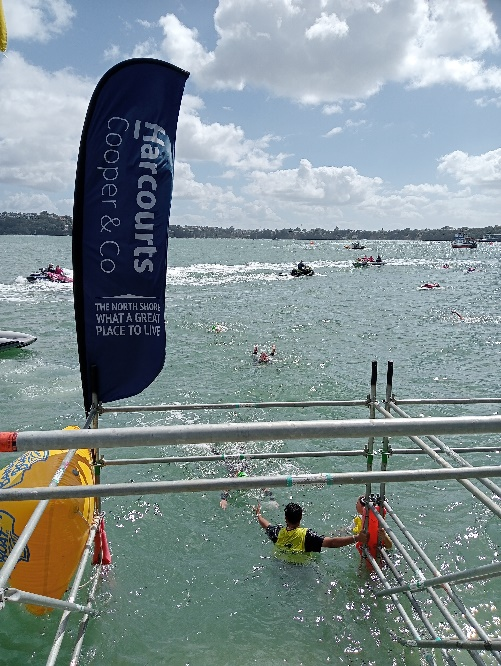 Harcourts
Cooper & Co
THE NORTH SHORE
WHAT A GREAT
PLACE TO LIVE